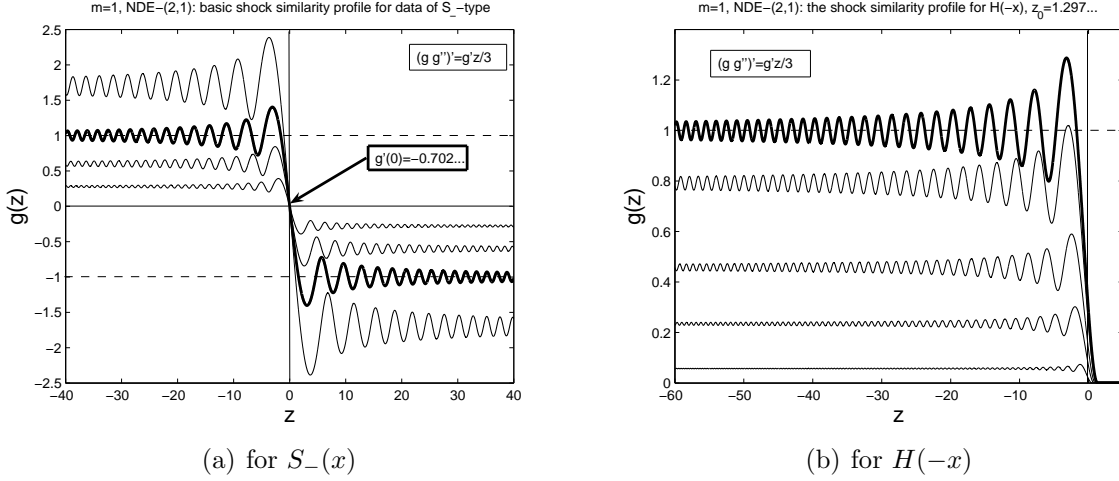 m=1, NDE−(2,1): basic shock similarity profile for data of S_−type
2.5
2
1.5
1
0.5
0
−0.5
−1
−1.5
−2
−2.5
g(z)
(g g'')'=g'z/3
g'(0)=−0.702...
−40 −30 −20 −10 0 10 20 30 40
z
(a) for S−(x)
m=1, NDE−(2,1): the shock similarity profile for H(−x), z0=1.297...
1.2
1
0.8
0.6
0.4
0.2
0
g(z)
(g g'')'=g'z/3
−60 −50 −40 −30 −20 −10 0
z
(b) for H(−x)